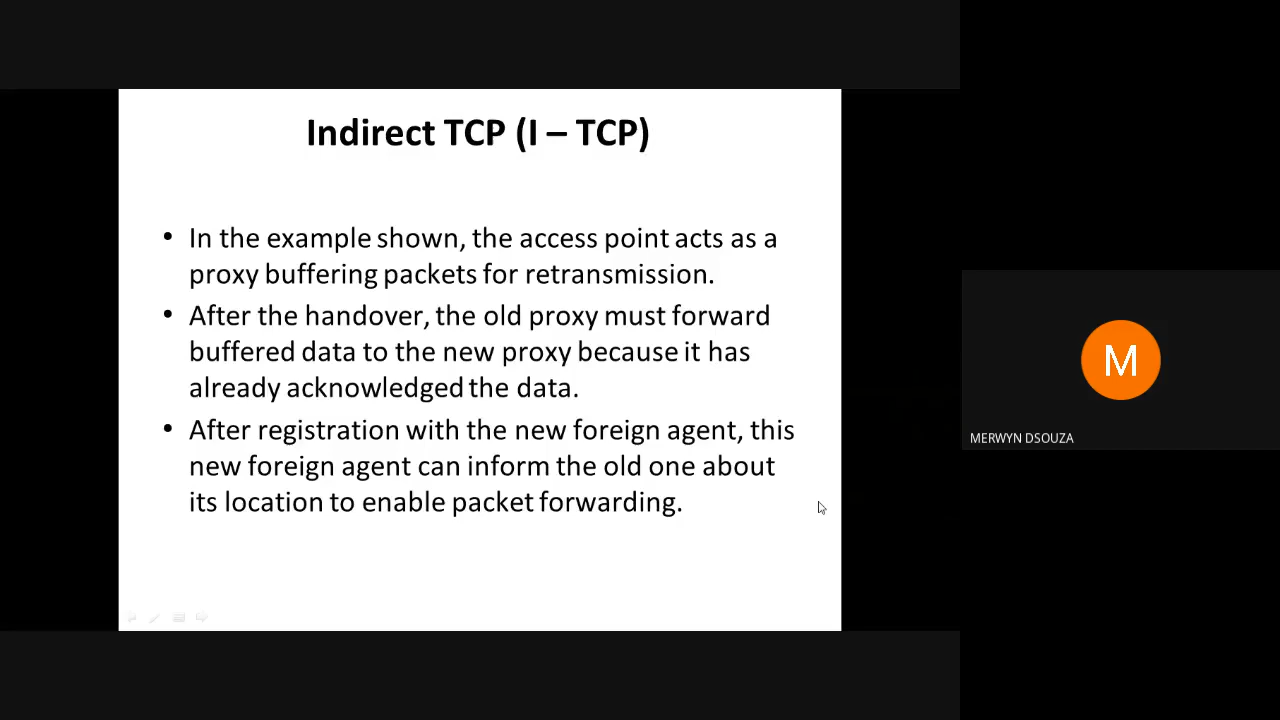 Indirect TCP (I – TCP)
• In the example shown, the access point acts as a
proxy buffering packets for retransmission.
• After the handover, the old proxy must forward
buffered data to the new proxy because it has
already acknowledged the data.
• After registration with the new foreign agent, this
new foreign agent can inform the old one about
its location to enable packet forwarding.
M
MERWYN DSOUZA